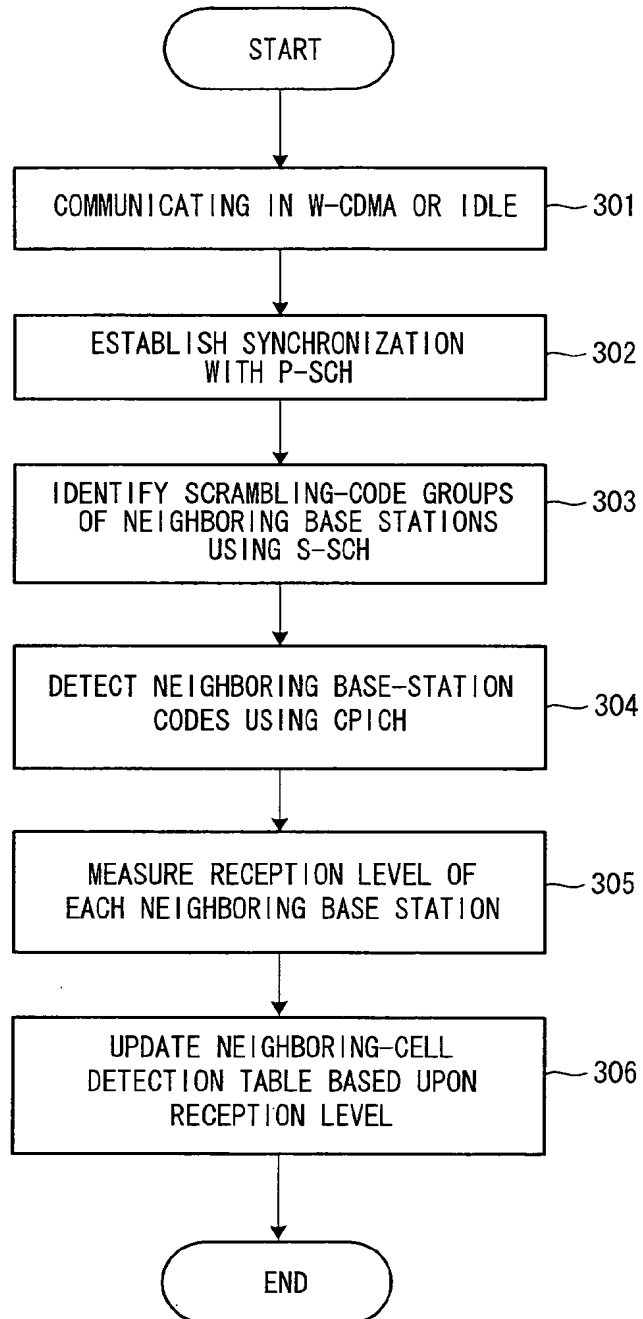 START
COMMUNICATING IN W-CDMA OR IDLE
301
ESTABLISH SYNCHRONIZATION
WITH P-SCH
302
IDENTIFY SCRAMBLING-CODE GROUPS
OF NEIGHBORING BASE STATIONS
USING S-SCH
303
DETECT NEIGHBORING BASE-STATION
CODES USING CPICH
304
MEASURE RECEPTION LEVEL OF
EACH NEIGHBORING BASE STATION
305
UPDATE NEIGHBORING-CELL
DETECTION TABLE BASED UPON
RECEPTION LEVEL
306
END